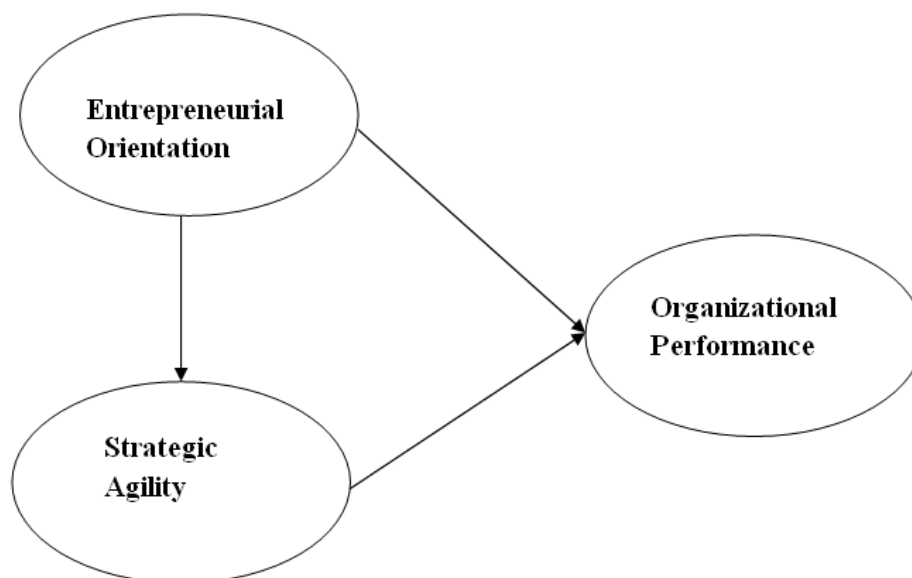 Entrepreneurial
Orientation
Organizational
Performance
Strategic
Agility